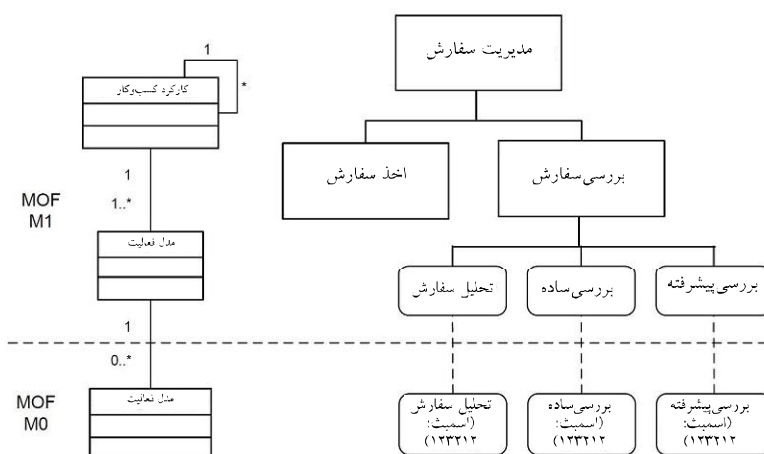 1
مدیریت سفارش
کارکرد کسب‌وکار
*
اخذ سفارش
بررسی‌سفارش
1
MOF
M1
1..*
مدل فعالیت
تحلیل سفارش
بررسی‌ساده
بررسی‌پیشرفته
1
0..*
MOF
M0
مدل فعالیت
تحلیل سفارش
(اسمیث:
۱۲۳۲۱۲)
بررسی‌ساده
(اسمیث:
۱۲۳۲۱۲)
بررسی‌پیشرفته
(اسمیث:
۱۲۳۲۱۲)